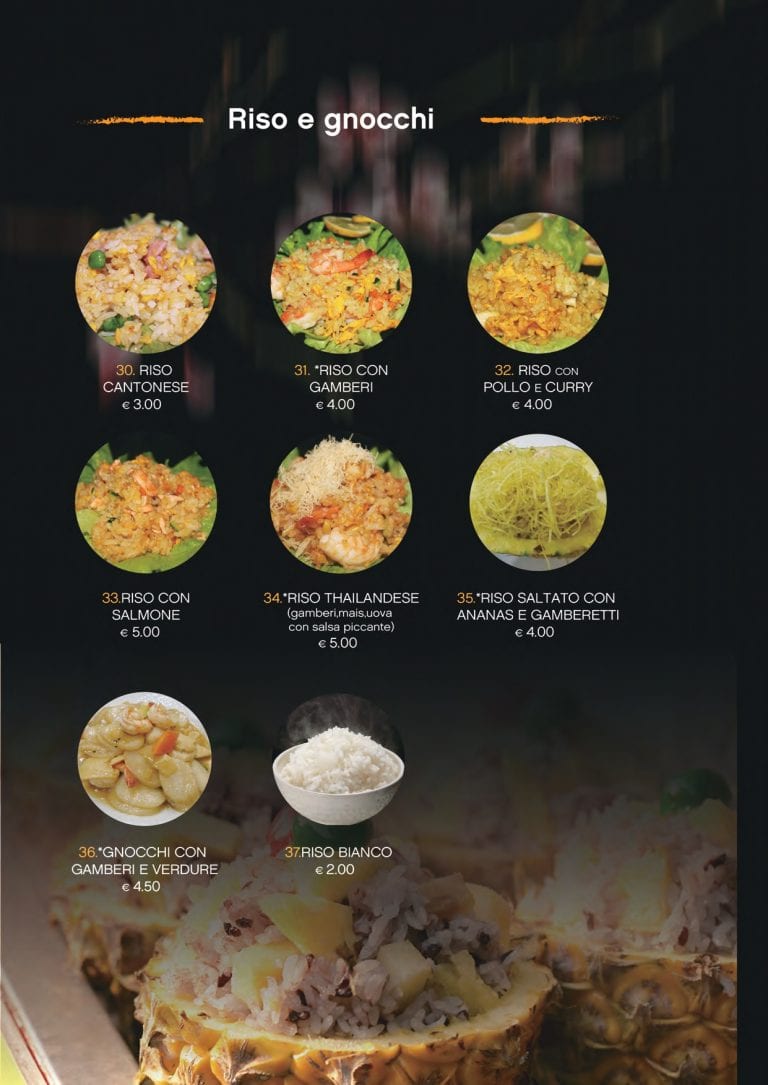 Riso e gnocchi
30. RISO
CANTONESE
€ 3.00
31. *RISO CON
GAMBERI
€ 4.00
32. RISO CON
POLLO E CURRY
€ 4.00
33.RISO CON
SALMONE
€ 5.00
34.*RISO THAILANDESE
(gamberi,mais,uova
con salsa piccante)
€ 5.00
35.*RISO SALTATO CON
ANANAS E GAMBERETTI
€ 4.00
36.*GNOCCHI CON
GAMBERI E VERDURE
€ 4.50
37.RISO BIANCO
€ 2.00